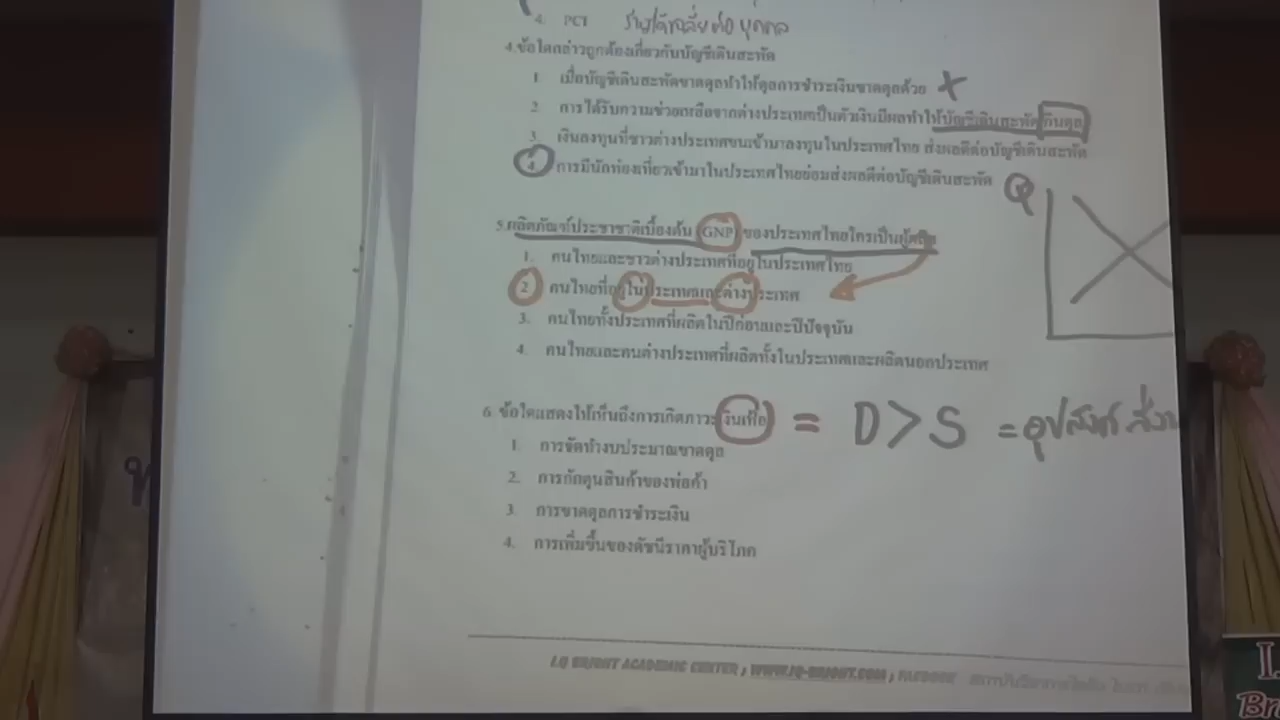 4. PCI รายได้เฉลี่ยต่อบุคคล
4.ข้อใดกล่าวถูกต้องเกี่ยวกับบัญชีเดินสะพัด
1. เมื่อบัญชีเดินสะพัดขาดดุลทำให้ดุลการชำระเงินขาดดุลด้วย
2. การได้รับความช่วยเหลือจากต่างประเทศเป็นตัวเงินมีผลทำให้บัญชีเดินสะพัดเกินดุล
3. เงินลงทุนที่ชาวต่างประเทศขนเข้ามาลงทุนในประเทศไทย ส่งผลดีต่อบัญชีเดินสะพัด
4. การมีนักท่องเที่ยวเข้ามาในประเทศไทยย่อมส่งผลดีต่อบัญชีเดินสะพัด
5.ผลิตภัณฑ์ประชาชาติเบื้องต้น (GNP) ของประเทศไทยใครเป็นผู้ผลิต
1. คนไทยและชาวต่างประเทศที่อยู่ในประเทศไทย
2. คนไทยที่อยู่ในประเทศและต่างประเทศ
3. คนไทยทั้งประเทศที่ผลิตในปีก่อนและปีปัจจุบัน
4. คนไทยและคนต่างประเทศที่ผลิตทั้งในประเทศและผลิตนอกประเทศ
6. ข้อใดแสดงให้เห็นถึงการเกิดภาวะเงินเฟ้อ = D > S = อุปสงค์
1. การจัดทำงบประมาณขาดดุล
2. การกักตุนสินค้าของพ่อค้า
3. การขาดดุลการชำระเงิน
4. การเพิ่มขึ้นของดัชนีราคาผู้บริโภค
I.Q BRIGHT ACADEMIC CENTER ; WWW.IQ-BRIGHT.COM ;
I.
Br